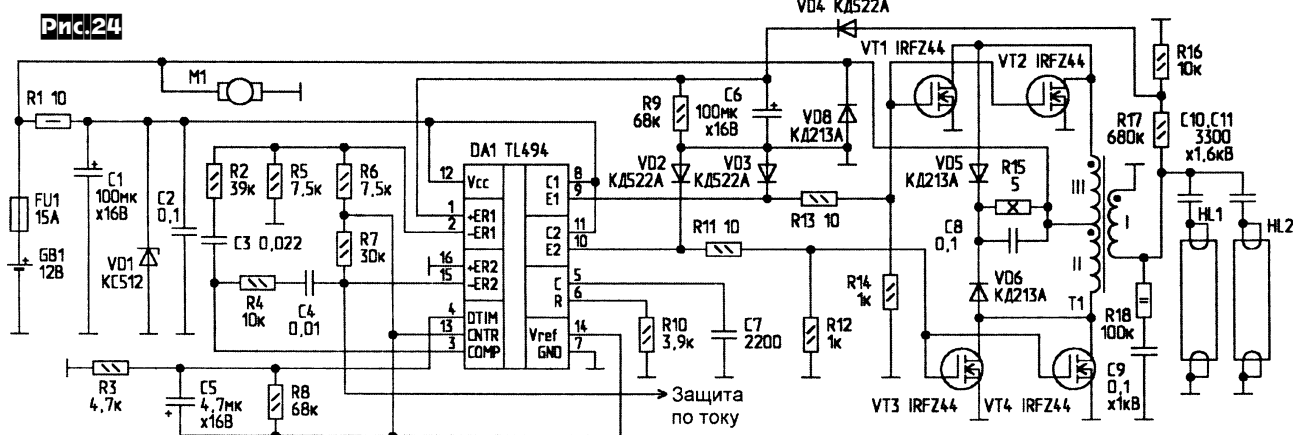 Рис.24
VD4 КД522А
VT1 IRFZ44
VT2 IRFZ44
R16
10к
M1
R1 10
R9
68к
C6
100мк
x16В
VD8
КД213А
R17
680к
C10,C11
3300
x1,6кВ
C1
100мк
x16В
C2
0,1
R2
39к
R5
7,5к
R6
7,5к
DA1 TL494
VD2
КД522А
VD3
КД522А
VD5
КД213А
R15
5
FU1
15А
GB1
12В
VD1
КС512
C3 0,022
R7
30к
R4
10к
C4
0,01
12 Vcc C1 8
E1 9
1 +ER1
2 -ER1 C2 11
E2 10
16 +ER2
15 -ER2 C 5
R 6
4 DTIM
13 CNTR Vref 14
3 COMP GND 7
R13 10
R11 10
C8
0,1
III
I
II
T1
HL1
HL2
R14
1к
VD6
КД213А
R18
100к
R10
3,9к
C7
2200
R12
1к
C9
0,1
x1кВ
R3
4,7к
C5
4,7мк
x16В
R8
68к
Защита
по току
VT3 IRFZ44
VT4 IRFZ44